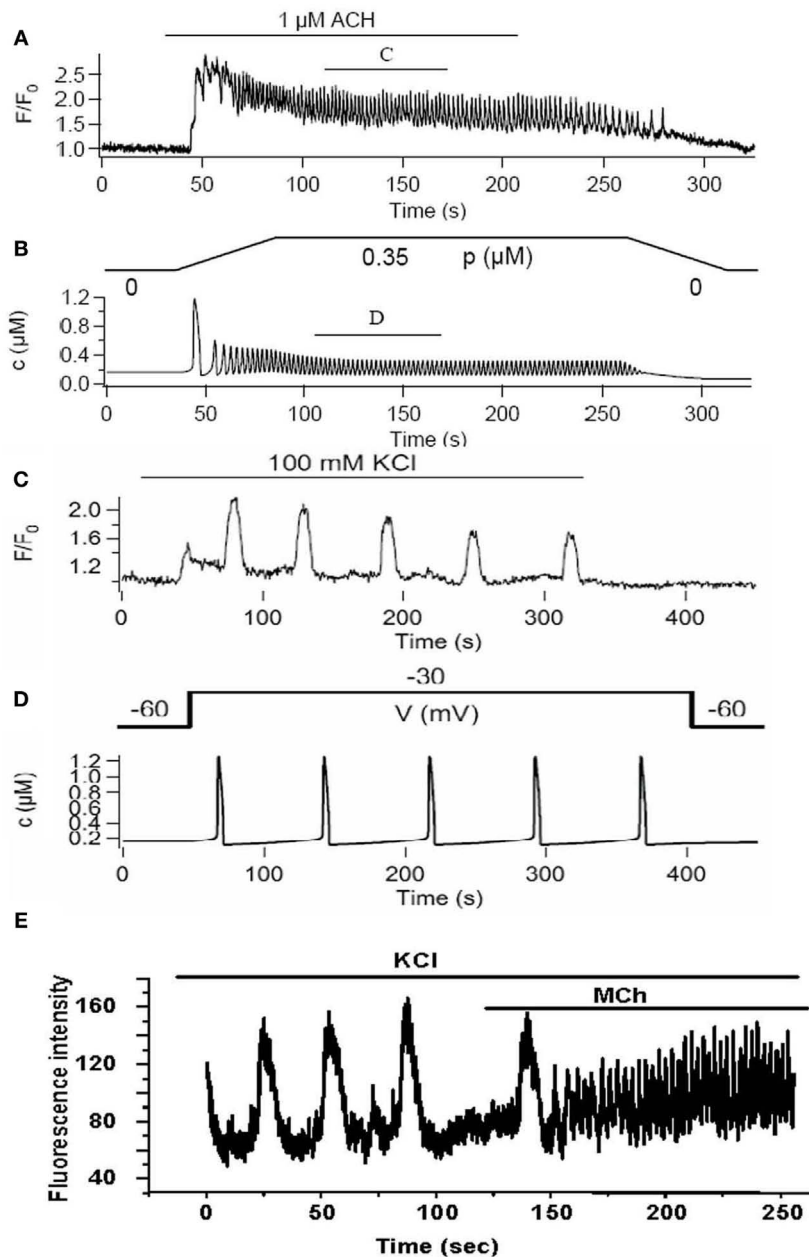 A
1 μM ACH
C
F/F0
2.5
2.0
1.5
1.0
0 50 100 150 200 250 300
Time (s)
B
0 0.35 p (μM) 0
D
c (μM)
1.2
0.8
0.4
0.0
0 50 100 150 200 250 300
Time (s)
C
100 mM KCl
F/F0
2.0
1.6
1.2
0 100 200 300 400
Time (s)
D
-60 -30 -60
V (mV)
c (μM)
1.2
1.0
0.8
0.6
0.4
0.2
0 100 200 300 400
Time (s)
E
KCl
MCh
Fluorescence intensity
160
120
80
40
0 50 100 150 200 250
Time (sec)